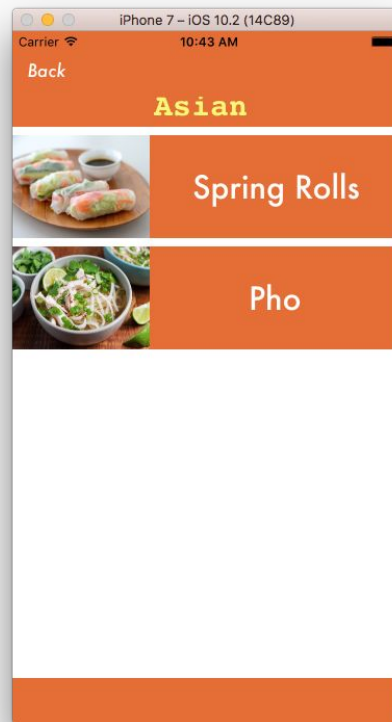 iPhone 7 – iOS 10.2 (14C89)
Carrier 10:43 AM
Back
Asian
Spring Rolls
Pho